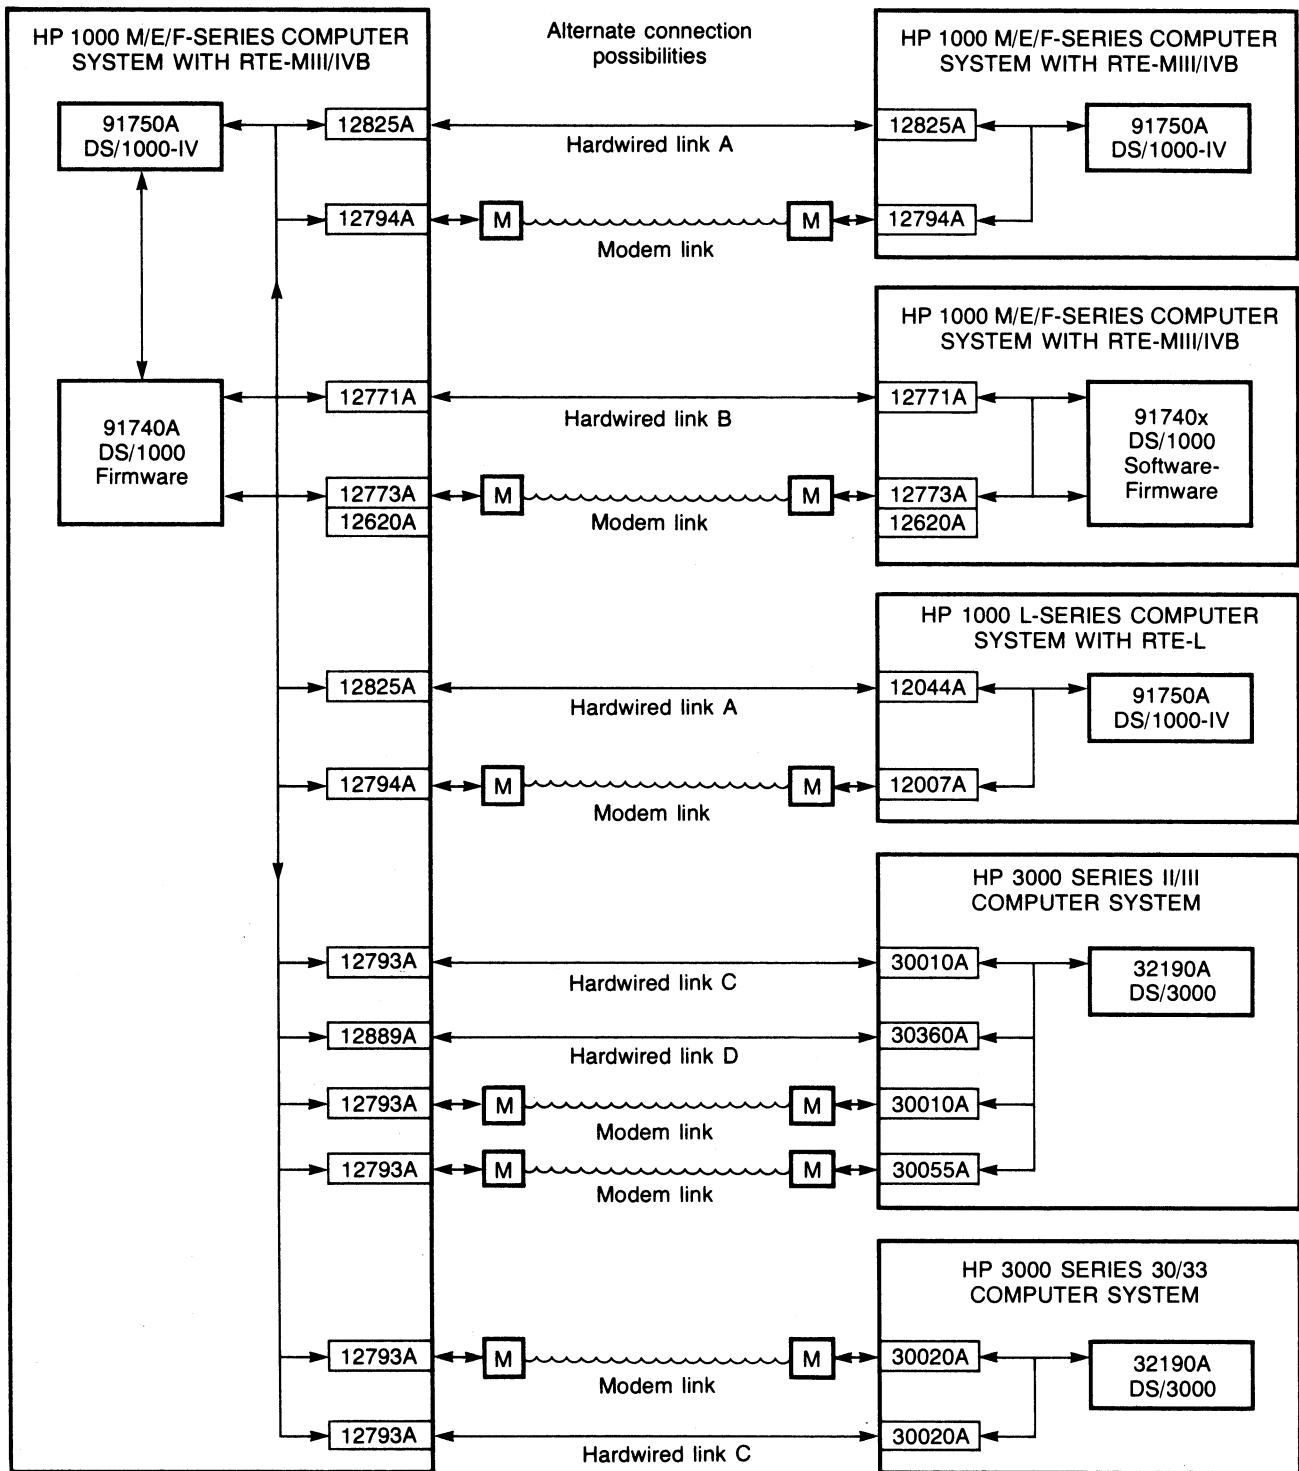 HP 1000 M/E/F-SERIES COMPUTER
SYSTEM WITH RTE-MIII/IVB
Alternate connection
possibilities
HP 1000 M/E/F-SERIES COMPUTER
SYSTEM WITH RTE-MIII/IVB
91750A
DS/1000-IV
12825A
Hardwired link A
12825A
91750A
DS/1000-IV
12794A
M
M
Modem link
12794A
HP 1000 M/E/F-SERIES COMPUTER
SYSTEM WITH RTE-MIII/IVB
91740A
DS/1000
Firmware
12771A
Hardwired link B
12771A
91740x
DS/1000
Software-
Firmware
12773A
12620A
M
M
Modem link
12773A
12620A
HP 1000 L-SERIES COMPUTER
SYSTEM WITH RTE-L
12825A
Hardwired link A
12044A
91750A
DS/1000-IV
12794A
M
M
Modem link
12007A
HP 3000 SERIES II/III
COMPUTER SYSTEM
12793A
Hardwired link C
30010A
32190A
DS/3000
12889A
Hardwired link D
30360A
12793A
M
M
Modem link
30010A
12793A
M
M
Modem link
30055A
HP 3000 SERIES 30/33
COMPUTER SYSTEM
12793A
M
M
Modem link
30020A
32190A
DS/3000
12793A
Hardwired link C
30020A